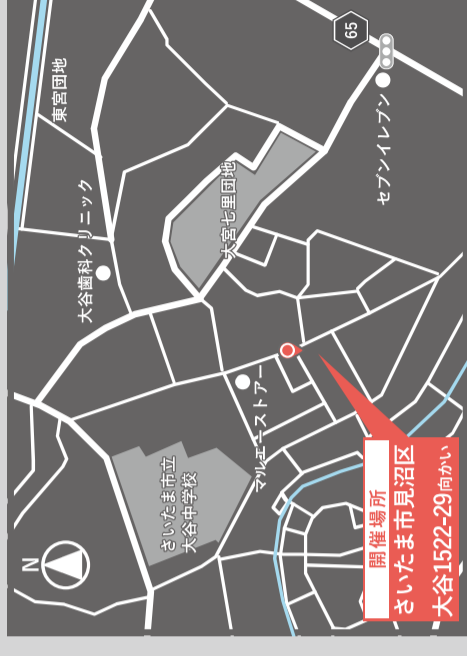 N
さいたま市立
大谷中学校
大谷歯科クリニック
東宮団地
大宮七里団地
65
セブンイレブン
マルエーストアー
開催場所
さいたま市見沼区
大谷1522-29向かい